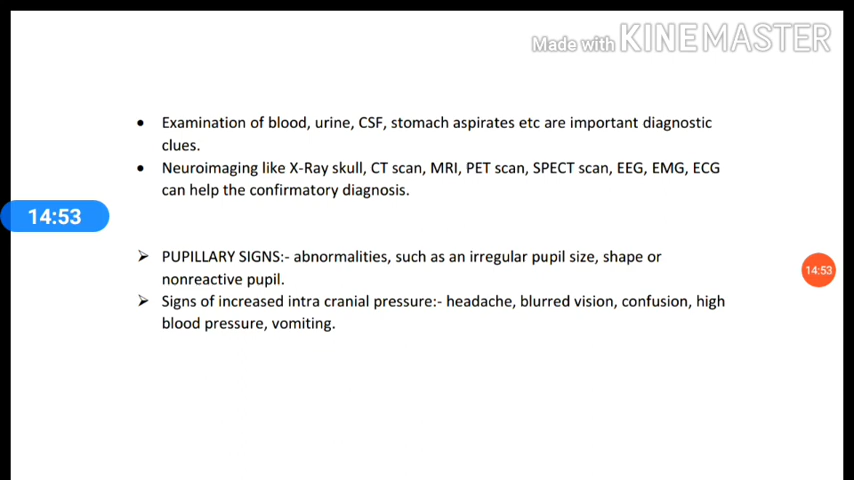 Made with KINEMASTER
• Examination of blood, urine, CSF, stomach aspirates etc are important diagnostic
clues.
• Neuroimaging like X-Ray skull, CT scan, MRI, PET scan, SPECT scan, EEG, EMG, ECG
can help the confirmatory diagnosis.
14:53
➢ PUPILLARY SIGNS:- abnormalities, such as an irregular pupil size, shape or
nonreactive pupil.
14:53
➢ Signs of increased intra cranial pressure:- headache, blurred vision, confusion, high
blood pressure, vomiting.